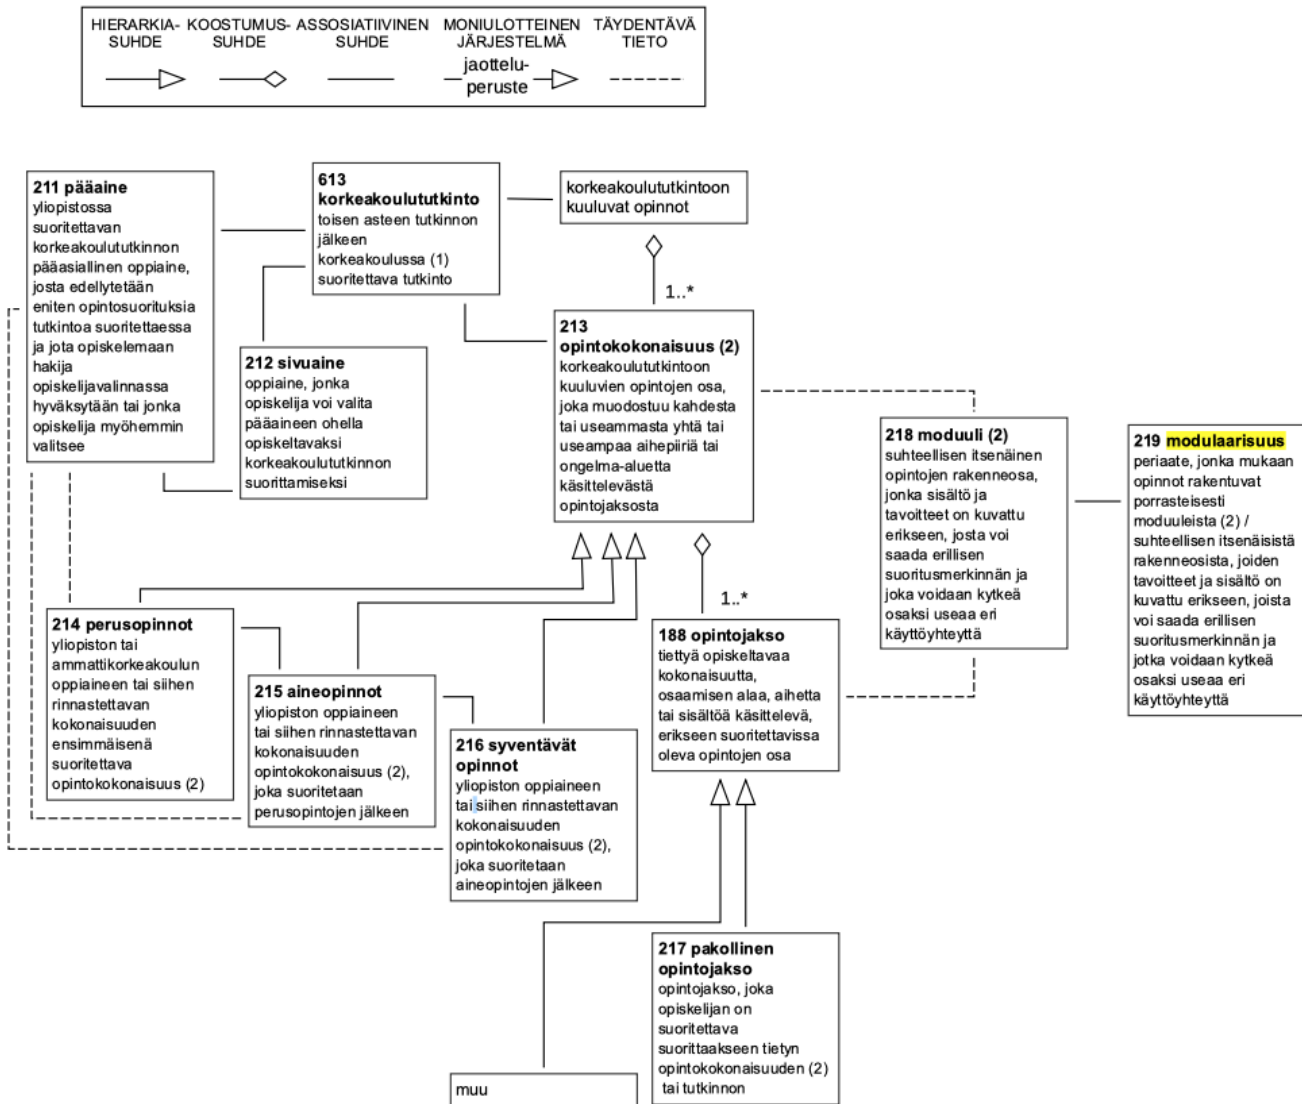 HIERARKIA-
SUHDE
KOOSTUMUS-
SUHDE
ASSOSIATIIVINEN
SUHDE
MONIULOTTEINEN
JÄRJESTELMÄ
TÄYDENTÄVÄ
TIETO
jaottelu-
peruste
211 pääaine
yliopistossa
suoritettavan
korkeakoulututkinnon
pääasiallinen oppiaine,
josta edellytetään
eniten opintosuorituksia
tutkintoa suoritettaessa
ja jota opiskelemaan
hakija
opiskelijavalinnassa
hyväksytään tai jonka
opiskelija myöhemmin
valitsee
613
korkeakoulututkinto
toisen asteen tutkinnon
jälkeen
korkeakoulussa (1)
suoritettava tutkinto
korkeakoulututkintoon
kuuluvat opinnot
1..*
212 sivuaine
oppiaine, jonka
opiskelija voi valita
pääaineen ohella
opiskeltavaksi
korkeakoulututkinnon
suorittamiseksi
213
opintokokonaisuus (2)
korkeakoulututkintoon
kuuluvien opintojen osa,
joka muodostuu kahdesta
tai useammasta yhtä tai
useampaa aihepiiriä tai
ongelma-aluetta
käsittelevästä
opintojaksosta
218 moduuli (2)
suhteellisen itsenäinen
opintojen rakenneosa,
jonka sisältö ja
tavoitteet on kuvattu
erikseen, josta voi
saada erillisen
suoritusmerkinnän ja
joka voidaan kytkeä
osaksi useaa eri
käyttöyhteyttä
219 modulaarisuus
periaate, jonka mukaan
opinnot rakentuvat
porrasteisesti
moduuleista (2) /
suhteellisen itsenäisistä
rakenneosista, joiden
tavoitteet ja sisältö on
kuvattu erikseen, joista
voi saada erillisen
suoritusmerkinnän ja
jotka voidaan kytkeä
osaksi useaa eri
käyttöyhteyttä
1..*
214 perusopinnot
yliopiston tai
ammattikorkeakoulun
oppiaineen tai siihen
rinnastettavan
kokonaisuuden
ensimmäisenä
suoritettava
opintokokonaisuus (2)
215 aineopinnot
yliopiston oppiaineen
tai siihen rinnastettavan
kokonaisuuden
opintokokonaisuus (2),
joka suoritetaan
perusopintojen jälkeen
216 syventävät
opinnot
yliopiston oppiaineen
tai siihen rinnastettavan
kokonaisuuden
opintokokonaisuus (2),
joka suoritetaan
aineopintojen jälkeen
188 opintojakso
tiettyä opiskeltavaa
kokonaisuutta,
osaamisen alaa, aihetta
tai sisältöä käsittelevä,
erikseen suoritettavissa
oleva opintojen osa
217 pakollinen
opintojakso
opintojakso, joka
opiskelijan on
suoritettava
suorittaakseen tietyn
opintokokonaisuuden (2)
tai tutkinnon
muu